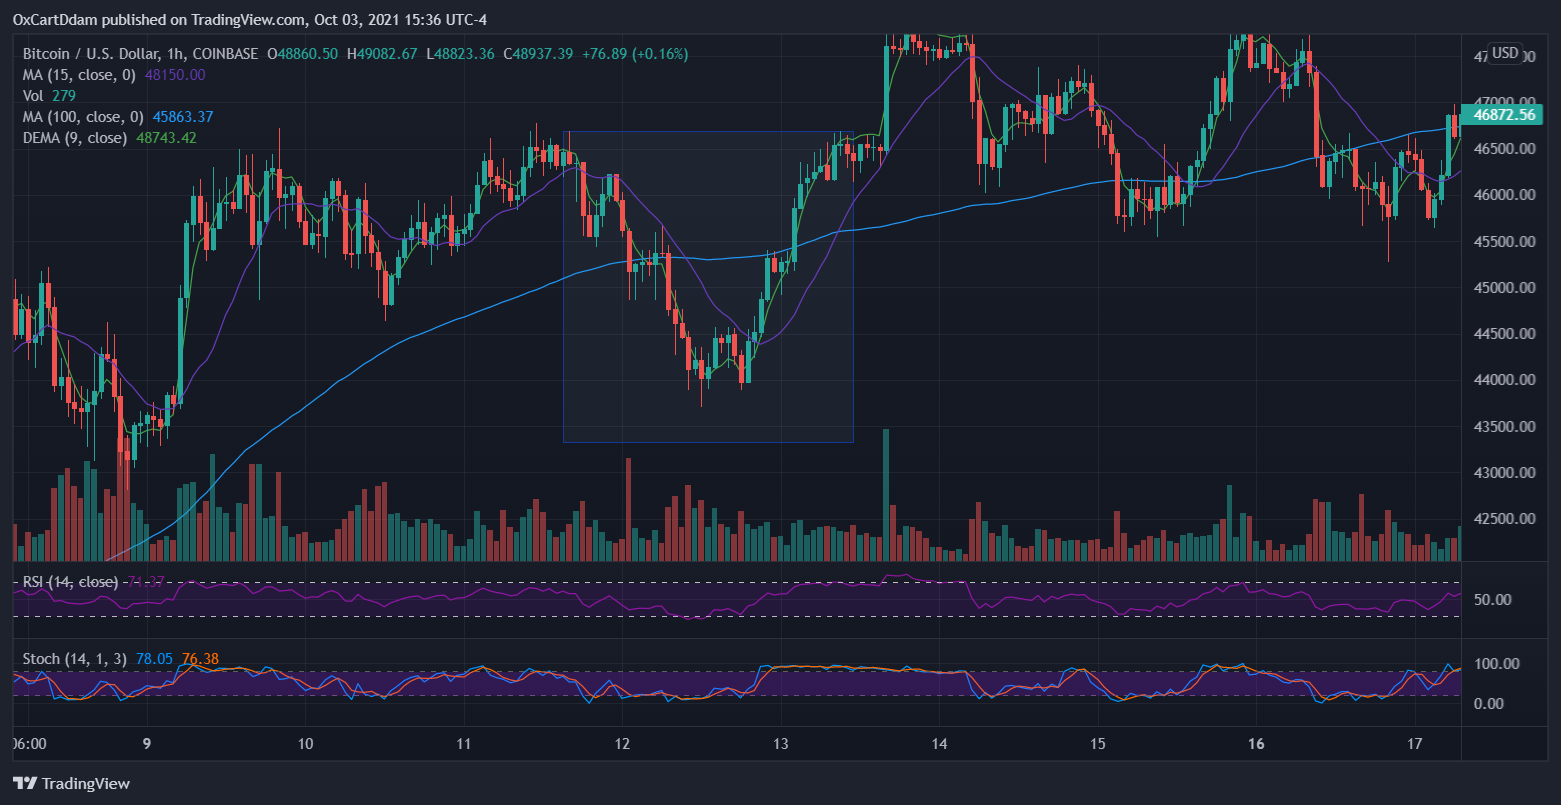 OxCartDdam published on TradingView.com, Oct 03, 2021 15:36 UTC-4
Bitcoin / U.S. Dollar, 1h, COINBASE O48860.50 H49082.67 L48823.36 C48937.39 +76.89 (+0.16%)
MA (15, close, 0) 48150.00
Vol 279
MA (100, close, 0) 45863.37
DEMA (9, close) 48743.42
USD
47000.00
46872.56
46500.00
46000.00
45500.00
45000.00
44500.00
44000.00
43500.00
43000.00
42500.00
RSI (14, close) 71.37
50.00
Stoch (14, 1, 3) 78.05 76.38
100.00
0.00
06:00 9 10 11 12 13 14 15 16 17
TradingView